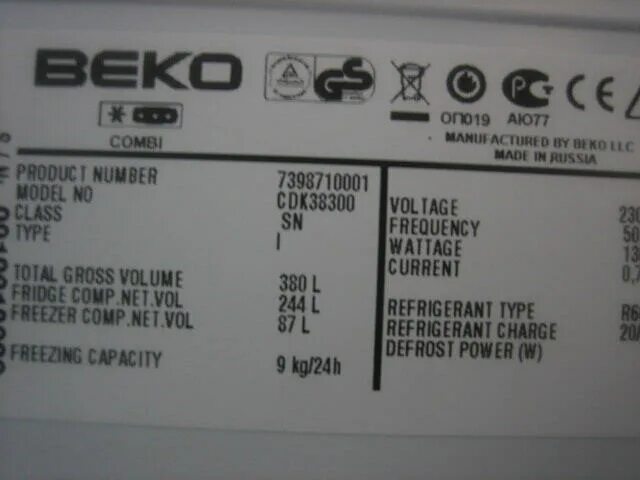 BEKO
GS
ОП019 АЮ77
COMBI
MANUFACTURED BY BEKO LLC
MADE IN RUSSIA
PRODUCT NUMBER 7398710001
MODEL NO CDK38300
CLASS SN
TYPE I
TOTAL GROSS VOLUME 380 L
FRIDGE COMP.NET.VOL 244 L
FREEZER COMP.NET.VOL 87 L
FREEZING CAPACITY 9 kg/24h
VOLTAGE
FREQUENCY
WATTAGE
CURRENT
REFRIGERANT TYPE
REFRIGERANT CHARGE
DEFROST POWER (W)